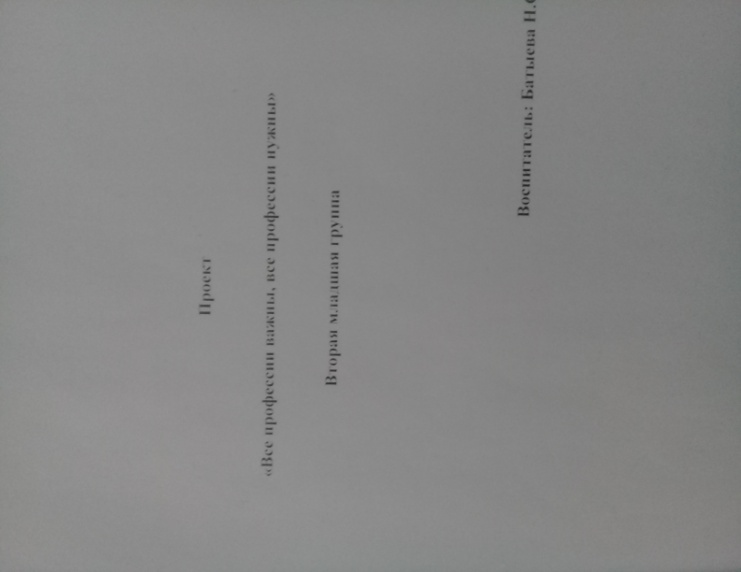 Проект
«Все профессии важны, все профессии нужны»
Вторая младшая группа
Воспитатель: Батыева Н.